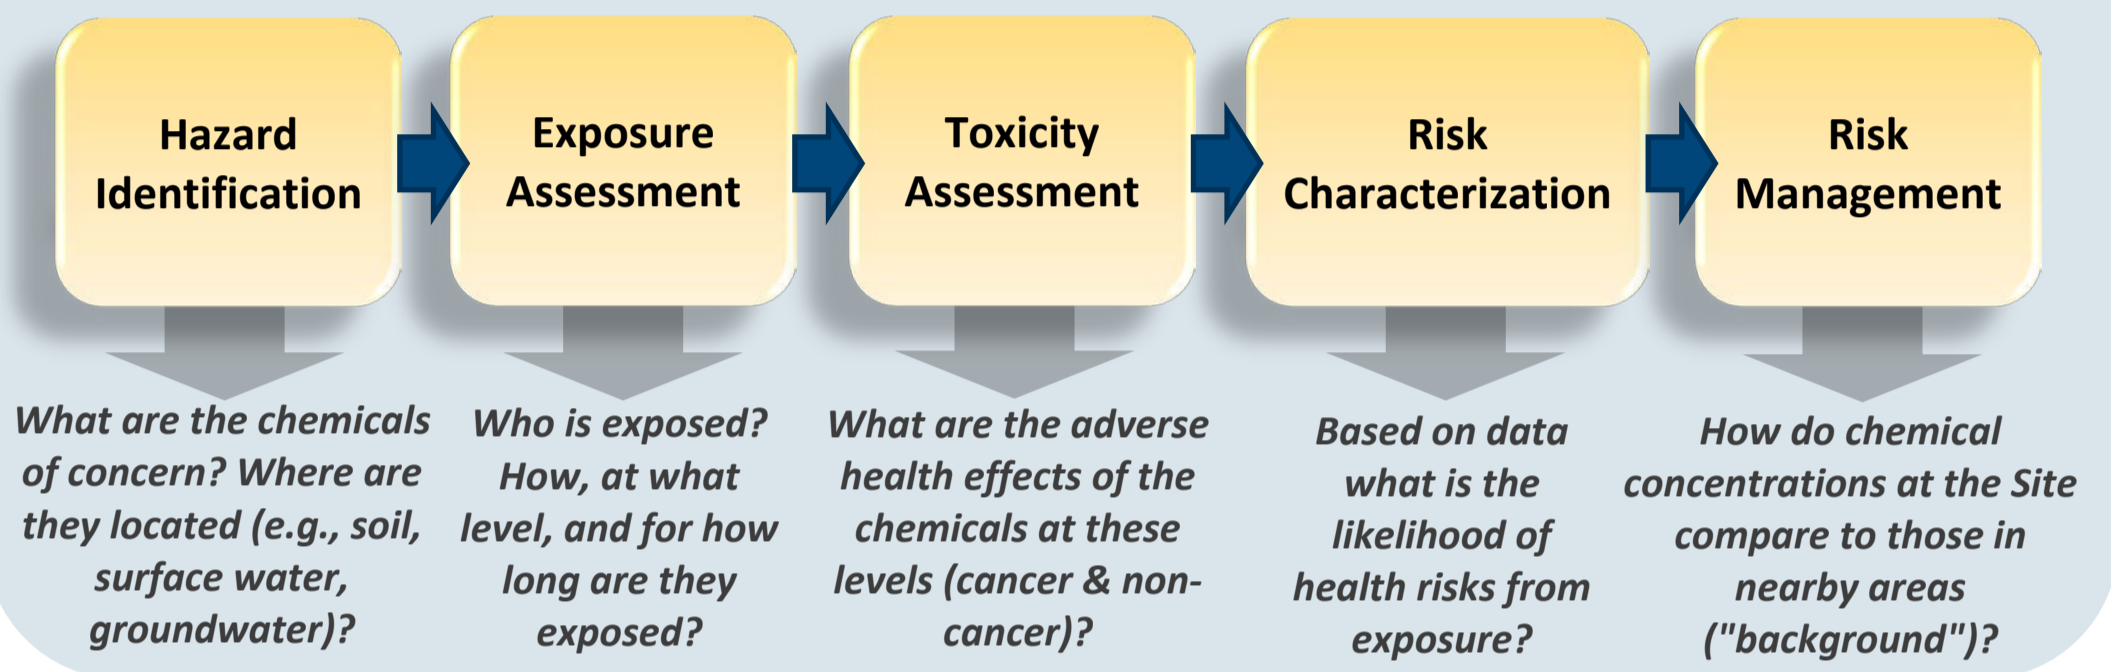 Hazard
Identification
Exposure
Assessment
Toxicity
Assessment
Risk
Characterization
Risk
Management
What are the chemicals
of concern? Where are
they located (e.g., soil,
surface water,
groundwater)?
Who is exposed?
How, at what
level, and for how
long are they
exposed?
What are the adverse
health effects of the
chemicals at these
levels (cancer & non-
cancer)?
Based on data
what is the
likelihood of
health risks from
exposure?
How do chemical
concentrations at the Site
compare to those in
nearby areas
("background")?